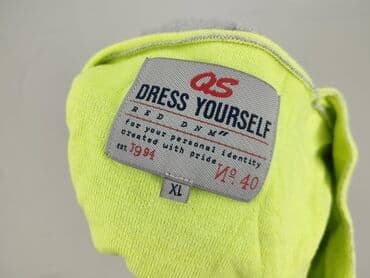 QS
DRESS YOURSELF
RED DNM"
for your personal identity
created with pride
EST. 1994 Nº. 40
XL